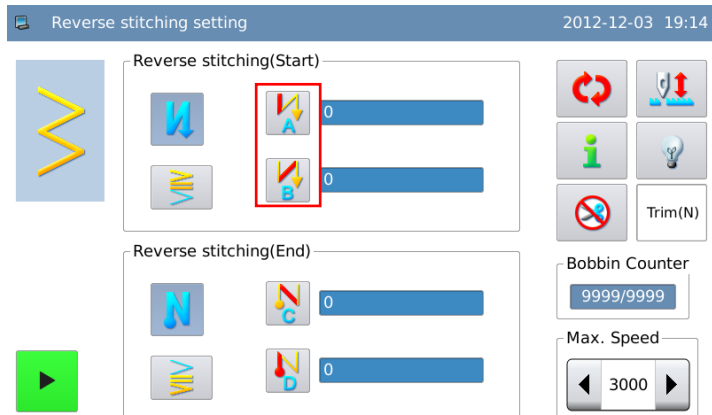 Reverse stitching setting
2012-12-03 19:14
Reverse stitching(Start)
A
0
B
0
Trim(N)
Reverse stitching(End)
C
0
D
0
Bobbin Counter
9999/9999
Max. Speed
3000